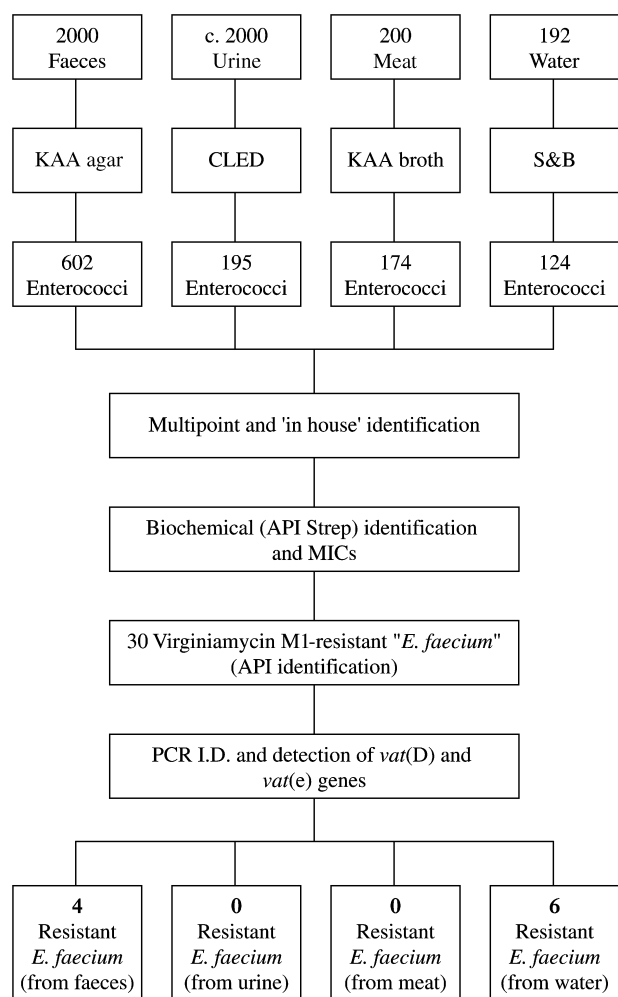 2000
Faeces
c. 2000
Urine
200
Meat
192
Water
KAA agar
CLED
KAA broth
S&B
602
Enterococci
195
Enterococci
174
Enterococci
124
Enterococci
Multipoint and 'in house' identification
Biochemical (API Strep) identification
and MICs
30 Virginiamycin M1-resistant "E. faecium"
(API identification)
PCR I.D. and detection of vat(D) and
vat(e) genes
4
Resistant
E. faecium
(from faeces)
0
Resistant
E. faecium
(from urine)
0
Resistant
E. faecium
(from meat)
6
Resistant
E. faecium
(from water)